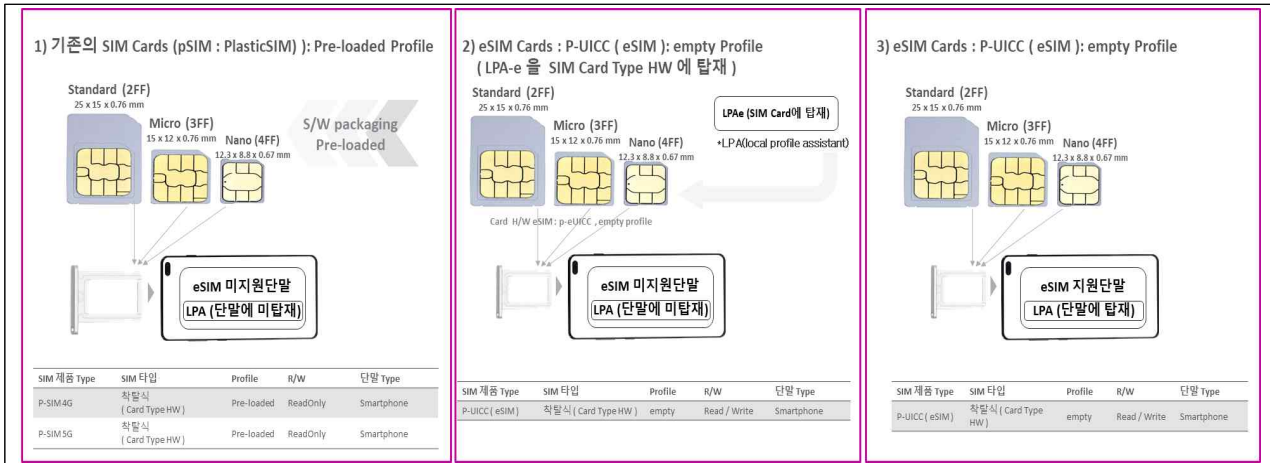 1) 기존의 SIM Cards (pSIM : PlasticSIM) ): Pre-loaded Profile
Standard (2FF)
25 x 15 x 0.76 mm
Micro (3FF)
15 x 12 x 0.76 mm
Nano (4FF)
12.3 x 8.8 x 0.67 mm
S/W packaging
Pre-loaded
eSIM 미지원단말
LPA (단말에 미탑재)
SIM 제품 Type SIM 타입 Profile R/W 단말 Type
P-SIM4G 착탈식 ( Card Type HW ) Pre-loaded ReadOnly Smartphone
P-SIM5G 착탈식 ( Card Type HW ) Pre-loaded ReadOnly Smartphone
2) eSIM Cards : P-UICC ( eSIM ): empty Profile
( LPA-e 을 SIM Card Type HW 에 탑재 )
Standard (2FF)
25 x 15 x 0.76 mm
Micro (3FF)
15 x 12 x 0.76 mm
Nano (4FF)
12.3 x 8.8 x 0.67 mm
LPAe (SIM Card에 탑재)
*LPA(local profile assistant)
Card H/W eSIM : p-eUICC , empty profile
eSIM 미지원단말
LPA (단말에 미탑재)
SIM 제품 Type SIM 타입 Profile R/W 단말 Type
P-UICC ( eSIM ) 착탈식 ( Card Type HW ) empty Read / Write Smartphone
3) eSIM Cards : P-UICC ( eSIM ): empty Profile
Standard (2FF)
25 x 15 x 0.76 mm
Micro (3FF)
15 x 12 x 0.76 mm
Nano (4FF)
12.3 x 8.8 x 0.67 mm
eSIM 지원단말
LPA (단말에 탑재)
SIM 제품 Type SIM 타입 Profile R/W 단말 Type
P-UICC ( eSIM ) 착탈식 ( Card Type HW ) empty Read / Write Smartphone